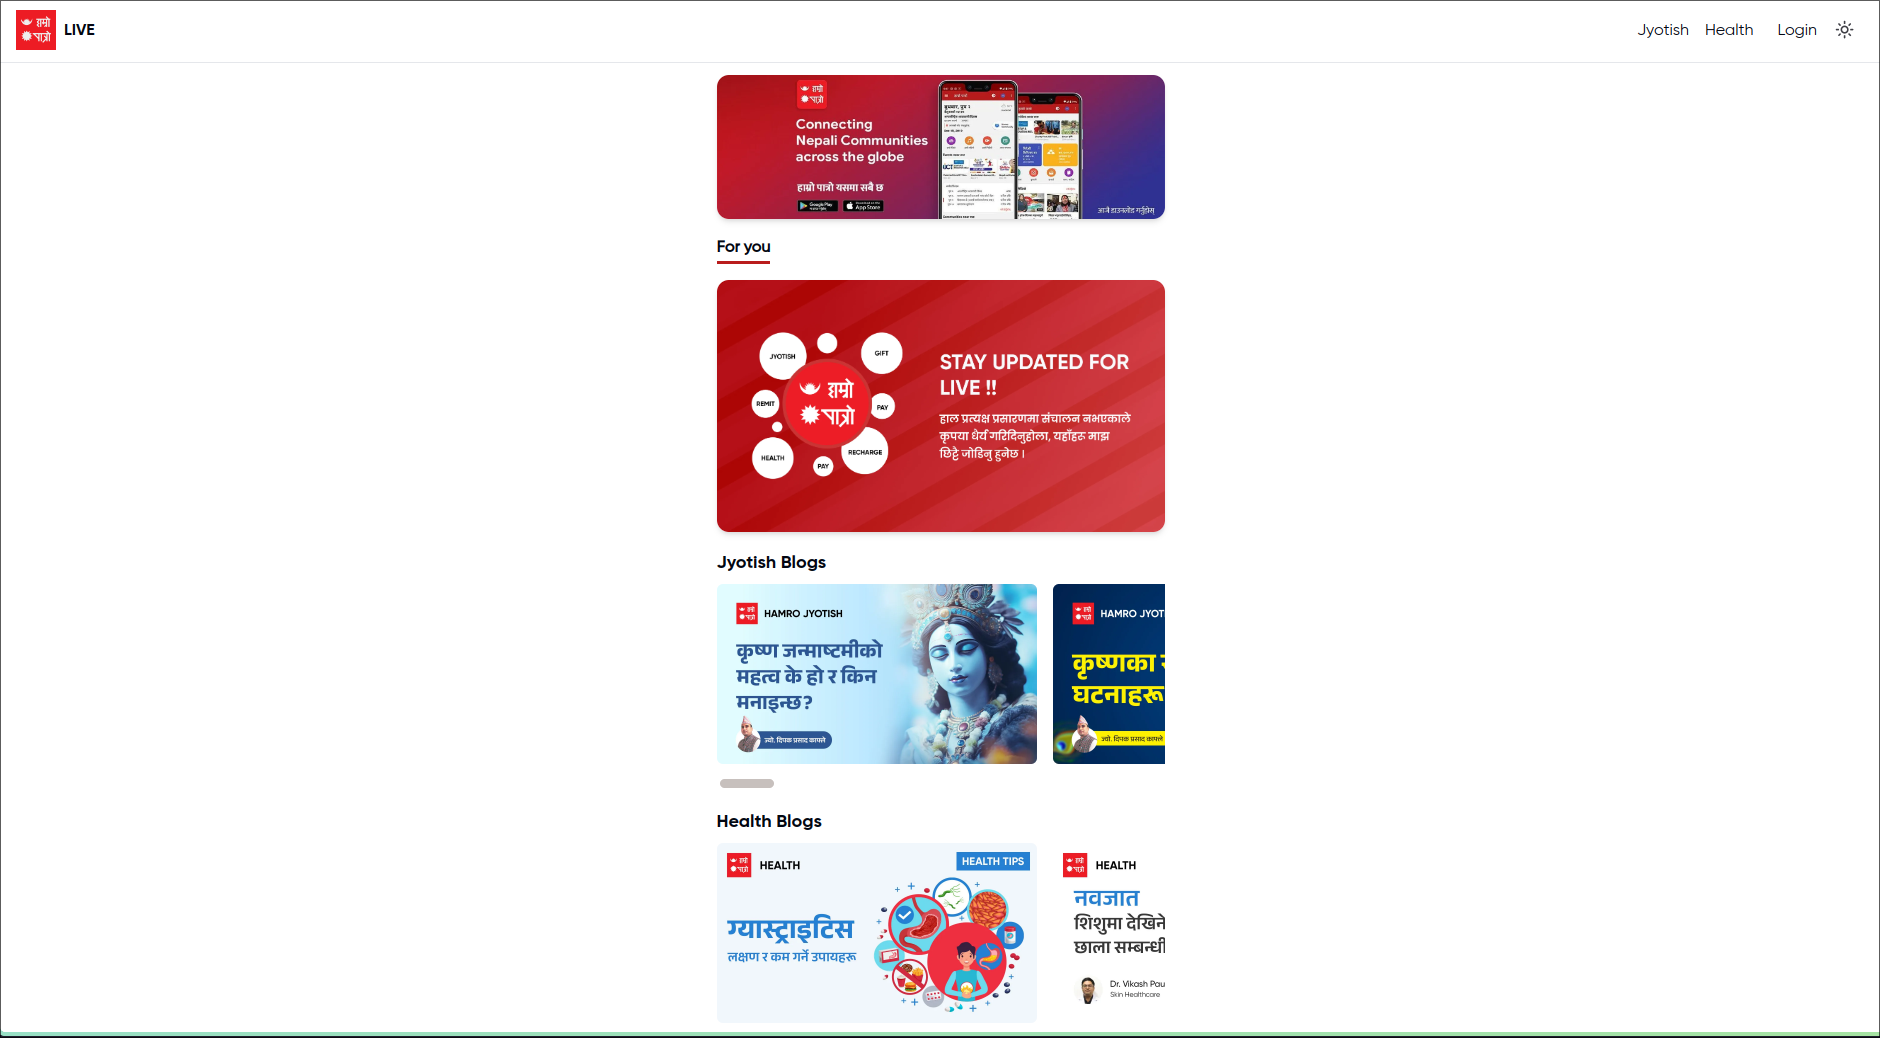 हाम्रो पात्रो LIVE
Jyotish Health Login
हाम्रो पात्रो
Connecting
Nepali Communities
across the globe
हाम्रो पात्रो यसमा सबै छ
Google Play
App Store
आजै डाउनलोड गर्नुहोस्
For you
JYOTISH
GIFT
REMIT
PAY
हाम्रो पात्रो
HEALTH
PAY
RECHARGE
STAY UPDATED FOR
LIVE !!
हाल प्रत्यक्ष प्रसारणमा संचालन नभएकाले
कृपया धैर्य गरिदिनुहोला, यहाँहरू माझ
छिट्टै जोडिनु हुनेछ ।
Jyotish Blogs
हाम्रो पात्रो HAMRO JYOTISH
कृष्ण जन्माष्टमीको
महत्व के हो र किन
मनाइन्छ?
ज्यो. दिपक प्रसाद काफ्ले
हाम्रो पात्रो HAMRO JYOT
कृष्णका
घटनाहरू
ज्यो. दिपक प्रसाद काफ्ले
Health Blogs
हाम्रो पात्रो HEALTH
HEALTH TIPS
ग्यास्ट्राइटिस
लक्षण र कम गर्ने उपायहरू
हाम्रो पात्रो HEALTH
नवजात
शिशुमा देखिने
छाला सम्बन्धी
Dr. Vikash Pau
Skin Healthcare